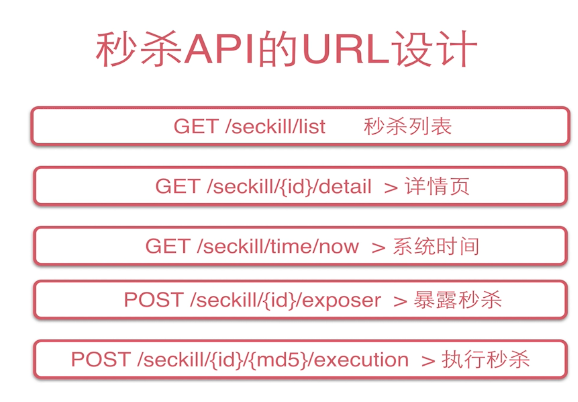 秒杀API的URL设计
GET /seckill/list 秒杀列表
GET /seckill/{id}/detail > 详情页
GET /seckill/time/now > 系统时间
POST /seckill/{id}/exposer > 暴露秒杀
POST /seckill/{id}/{md5}/execution > 执行秒杀